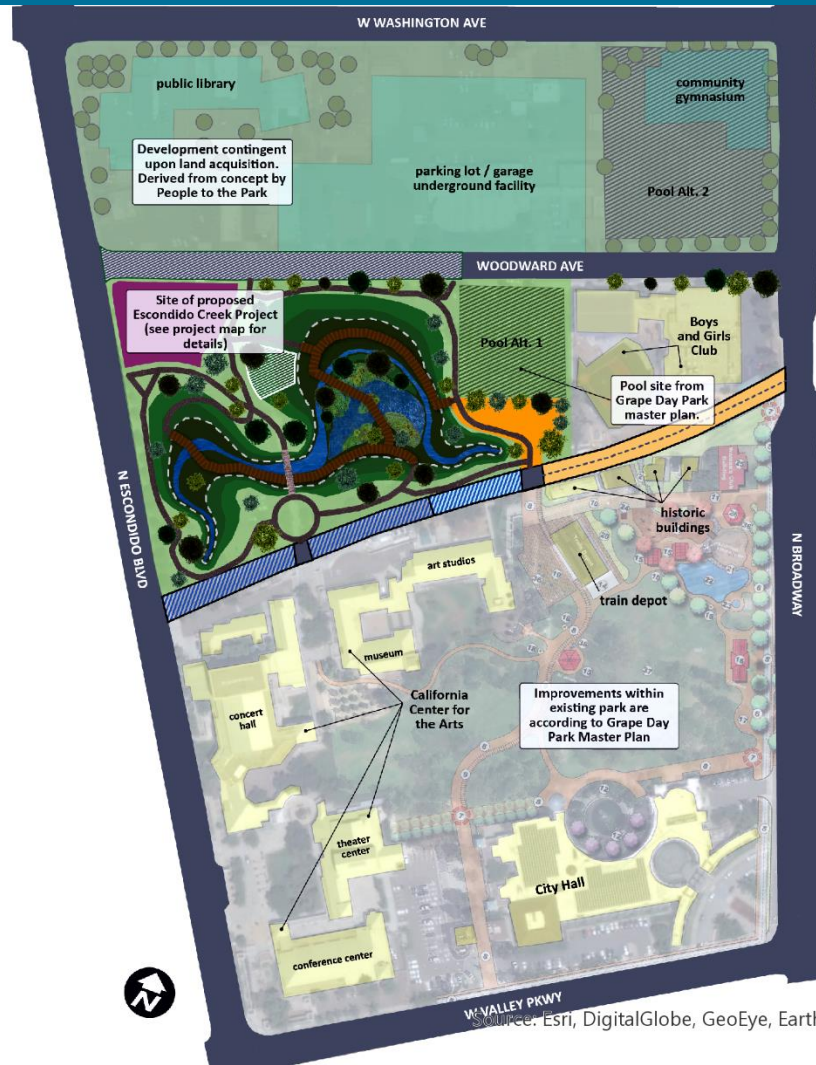 W WASHINGTON AVE
public library
community
gymnasium
Development contingent
upon land acquisition.
Derived from concept by
People to the Park
parking lot / garage
underground facility
Pool Alt. 2
WOODWARD AVE
Site of proposed
Escondido Creek Project
(see project map for
details)
Pool Alt. 1
Boys
and Girls
Club
Pool site from
Grape Day Park
master plan.
N ESCONDIDO BLVD
historic
buildings
N BROADWAY
art studios
train depot
museum
California
Center for
the Arts
Improvements within
existing park are
according to Grape Day
Park Master Plan
concert
hall
theater
center
City Hall
conference center
N
W VALLEY PKWY
Source: Esri, DigitalGlobe, GeoEye, Earth